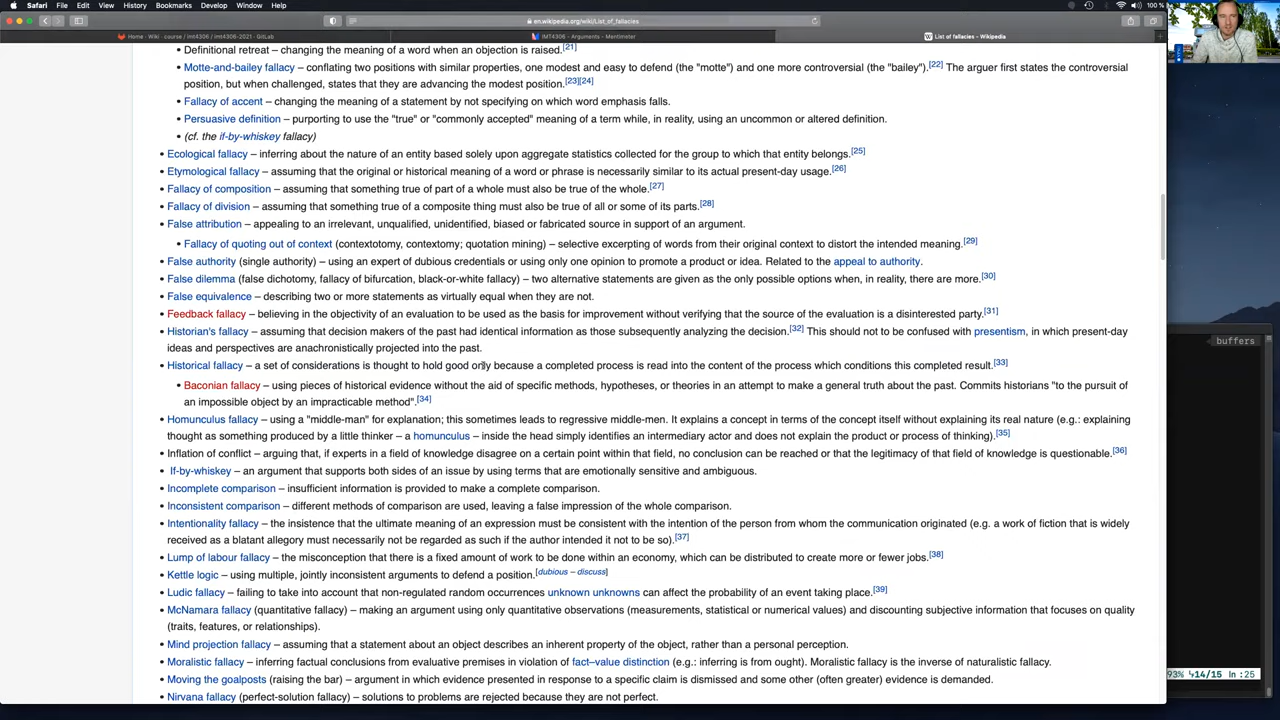 Safari File Edit View History Bookmarks Develop Window Help 100 %
en.wikipedia.org/wiki/List_of_fallacies
Home · Wiki · course / imt4306 / imt4306-2021 · GitLab IMT4306 - Arguments - Mentimeter List of fallacies - Wikipedia
• Definitional retreat – changing the meaning of a word when an objection is raised.[21]
• Motte-and-bailey fallacy – conflating two positions with similar properties, one modest and easy to defend (the "motte") and one more controversial (the "bailey").[22] The arguer first states the controversial
position, but when challenged, states that they are advancing the modest position.[23][24]
• Fallacy of accent – changing the meaning of a statement by not specifying on which word emphasis falls.
• Persuasive definition – purporting to use the "true" or "commonly accepted" meaning of a term while, in reality, using an uncommon or altered definition.
• (cf. the if-by-whiskey fallacy)
• Ecological fallacy – inferring about the nature of an entity based solely upon aggregate statistics collected for the group to which that entity belongs.[25]
• Etymological fallacy – assuming that the original or historical meaning of a word or phrase is necessarily similar to its actual present-day usage.[26]
• Fallacy of composition – assuming that something true of part of a whole must also be true of the whole.[27]
• Fallacy of division – assuming that something true of a composite thing must also be true of all or some of its parts.[28]
• False attribution – appealing to an irrelevant, unqualified, unidentified, biased or fabricated source in support of an argument.
• Fallacy of quoting out of context (contextotomy, contextomy; quotation mining) – selective excerpting of words from their original context to distort the intended meaning.[29]
• False authority (single authority) – using an expert of dubious credentials or using only one opinion to promote a product or idea. Related to the appeal to authority.
• False dilemma (false dichotomy, fallacy of bifurcation, black-or-white fallacy) – two alternative statements are given as the only possible options when, in reality, there are more.[30]
• False equivalence – describing two or more statements as virtually equal when they are not.
• Feedback fallacy – believing in the objectivity of an evaluation to be used as the basis for improvement without verifying that the source of the evaluation is a disinterested party.[31]
• Historian's fallacy – assuming that decision makers of the past had identical information as those subsequently analyzing the decision.[32] This should not to be confused with presentism, in which present-day
ideas and perspectives are anachronistically projected into the past.
• Historical fallacy – a set of considerations is thought to hold good only because a completed process is read into the content of the process which conditions this completed result.[33]
• Baconian fallacy – using pieces of historical evidence without the aid of specific methods, hypotheses, or theories in an attempt to make a general truth about the past. Commits historians "to the pursuit of
an impossible object by an impracticable method".[34]
• Homunculus fallacy – using a "middle-man" for explanation; this sometimes leads to regressive middle-men. It explains a concept in terms of the concept itself without explaining its real nature (e.g.: explaining
thought as something produced by a little thinker – a homunculus – inside the head simply identifies an intermediary actor and does not explain the product or process of thinking).[35]
• Inflation of conflict – arguing that, if experts in a field of knowledge disagree on a certain point within that field, no conclusion can be reached or that the legitimacy of that field of knowledge is questionable.[36]
• If-by-whiskey – an argument that supports both sides of an issue by using terms that are emotionally sensitive and ambiguous.
• Incomplete comparison – insufficient information is provided to make a complete comparison.
• Inconsistent comparison – different methods of comparison are used, leaving a false impression of the whole comparison.
• Intentionality fallacy – the insistence that the ultimate meaning of an expression must be consistent with the intention of the person from whom the communication originated (e.g. a work of fiction that is widely
received as a blatant allegory must necessarily not be regarded as such if the author intended it not to be so).[37]
• Lump of labour fallacy – the misconception that there is a fixed amount of work to be done within an economy, which can be distributed to create more or fewer jobs.[38]
• Kettle logic – using multiple, jointly inconsistent arguments to defend a position.[dubious – discuss]
• Ludic fallacy – failing to take into account that non-regulated random occurrences unknown unknowns can affect the probability of an event taking place.[39]
• McNamara fallacy (quantitative fallacy) – making an argument using only quantitative observations (measurements, statistical or numerical values) and discounting subjective information that focuses on quality
(traits, features, or relationships).
• Mind projection fallacy – assuming that a statement about an object describes an inherent property of the object, rather than a personal perception.
• Moralistic fallacy – inferring factual conclusions from evaluative premises in violation of fact–value distinction (e.g.: inferring is from ought). Moralistic fallacy is the inverse of naturalistic fallacy.
• Moving the goalposts (raising the bar) – argument in which evidence presented in response to a specific claim is dismissed and some other (often greater) evidence is demanded.
• Nirvana fallacy (perfect-solution fallacy) – solutions to problems are rejected because they are not perfect.
buffers
93% 14/15 ln :25